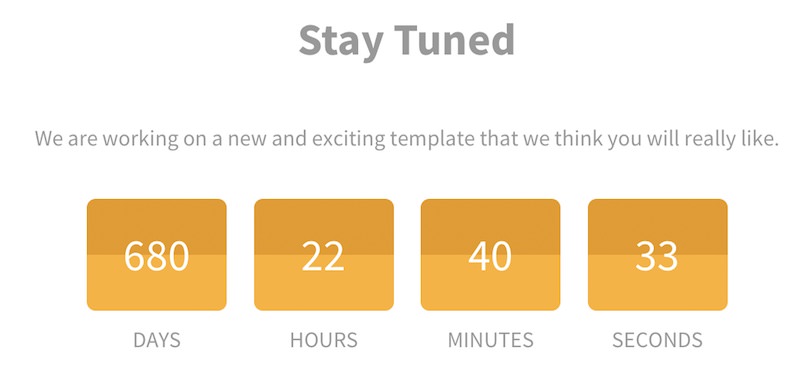 Stay Tuned
We are working on a new and exciting template that we think you will really like.
680 22 40 33
DAYS HOURS MINUTES SECONDS